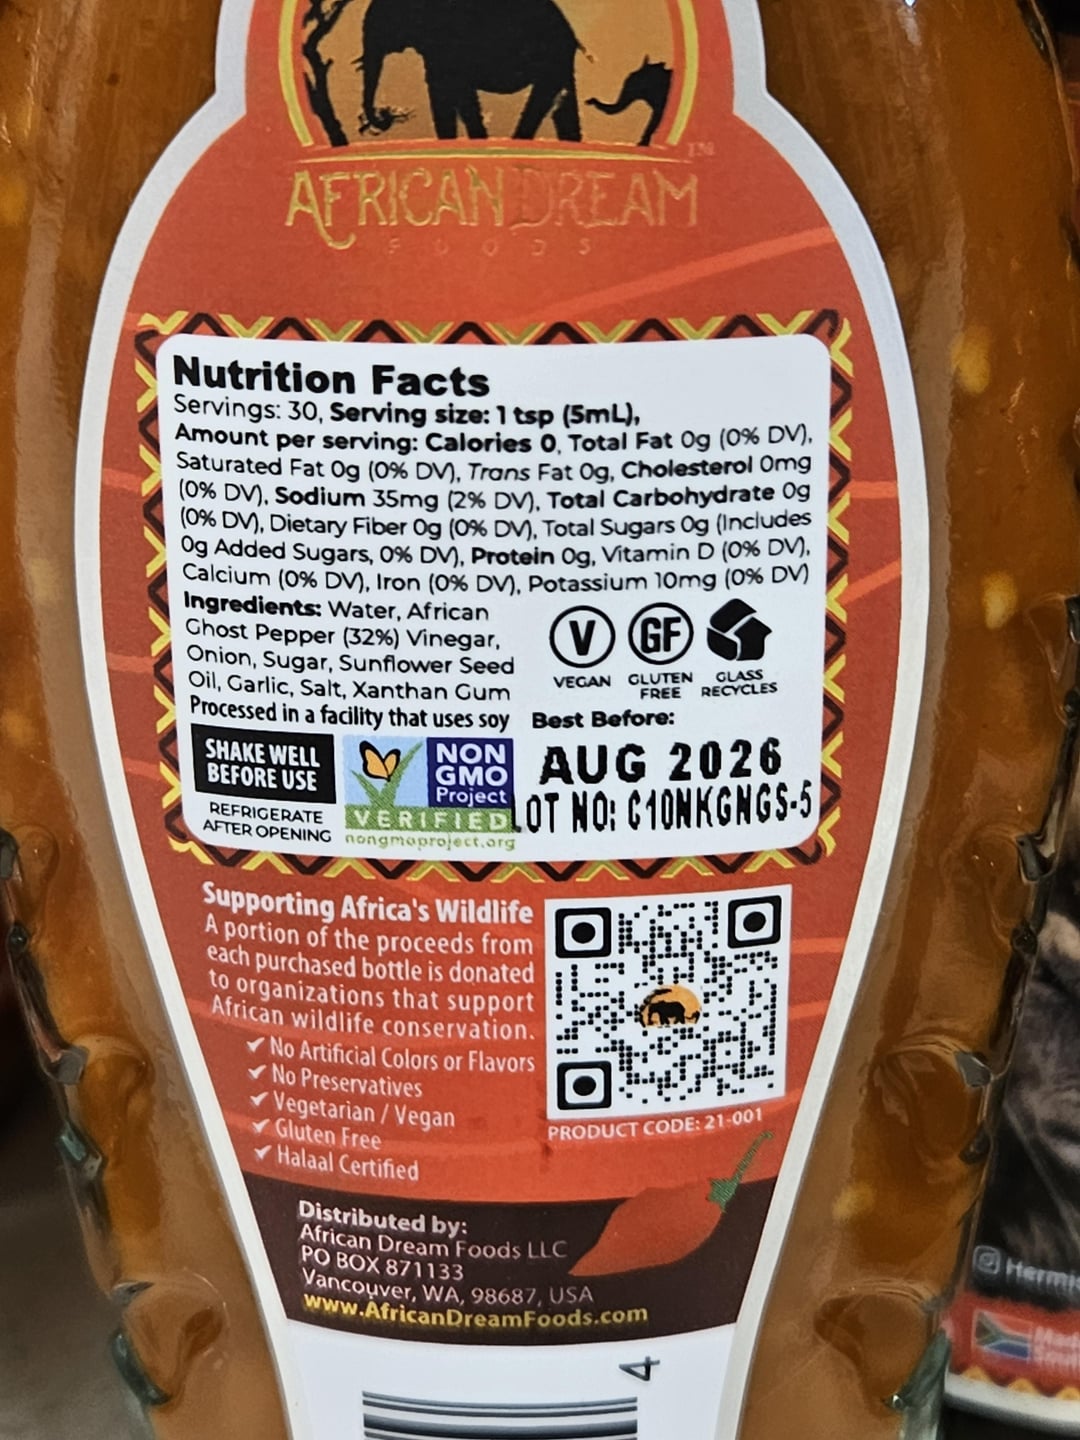 AFRICAN DREAM™
FOODS
Nutrition Facts
Servings: 30, Serving size: 1 tsp (5mL),
Amount per serving: Calories 0, Total Fat 0g (0% DV),
Saturated Fat 0g (0% DV), Trans Fat 0g, Cholesterol 0mg
(0% DV), Sodium 35mg (2% DV), Total Carbohydrate 0g
(0% DV), Dietary Fiber 0g (0% DV), Total Sugars 0g (Includes
0g Added Sugars, 0% DV), Protein 0g, Vitamin D (0% DV),
Calcium (0% DV), Iron (0% DV), Potassium 10mg (0% DV)
Ingredients: Water, African
Ghost Pepper (32%) Vinegar,
Onion, Sugar, Sunflower Seed
Oil, Garlic, Salt, Xanthan Gum
Processed in a facility that uses soy
V
VEGAN
GF
GLUTEN
FREE
GLASS
RECYCLES
Best Before:
AUG 2026
LOT NO: C10NKGNGS-5
SHAKE WELL
BEFORE USE
REFRIGERATE
AFTER OPENING
NON
GMO
Project
VERIFIED
nongmoproject.org
Supporting Africa's Wildlife
A portion of the proceeds from
each purchased bottle is donated
to organizations that support
African wildlife conservation.
✓ No Artificial Colors or Flavors
✓ No Preservatives
✓ Vegetarian / Vegan
✓ Gluten Free
✓ Halaal Certified
PRODUCT CODE: 21-001
Distributed by:
African Dream Foods LLC
PO BOX 871133
Vancouver, WA, 98687, USA
www.AfricanDreamFoods.com
4